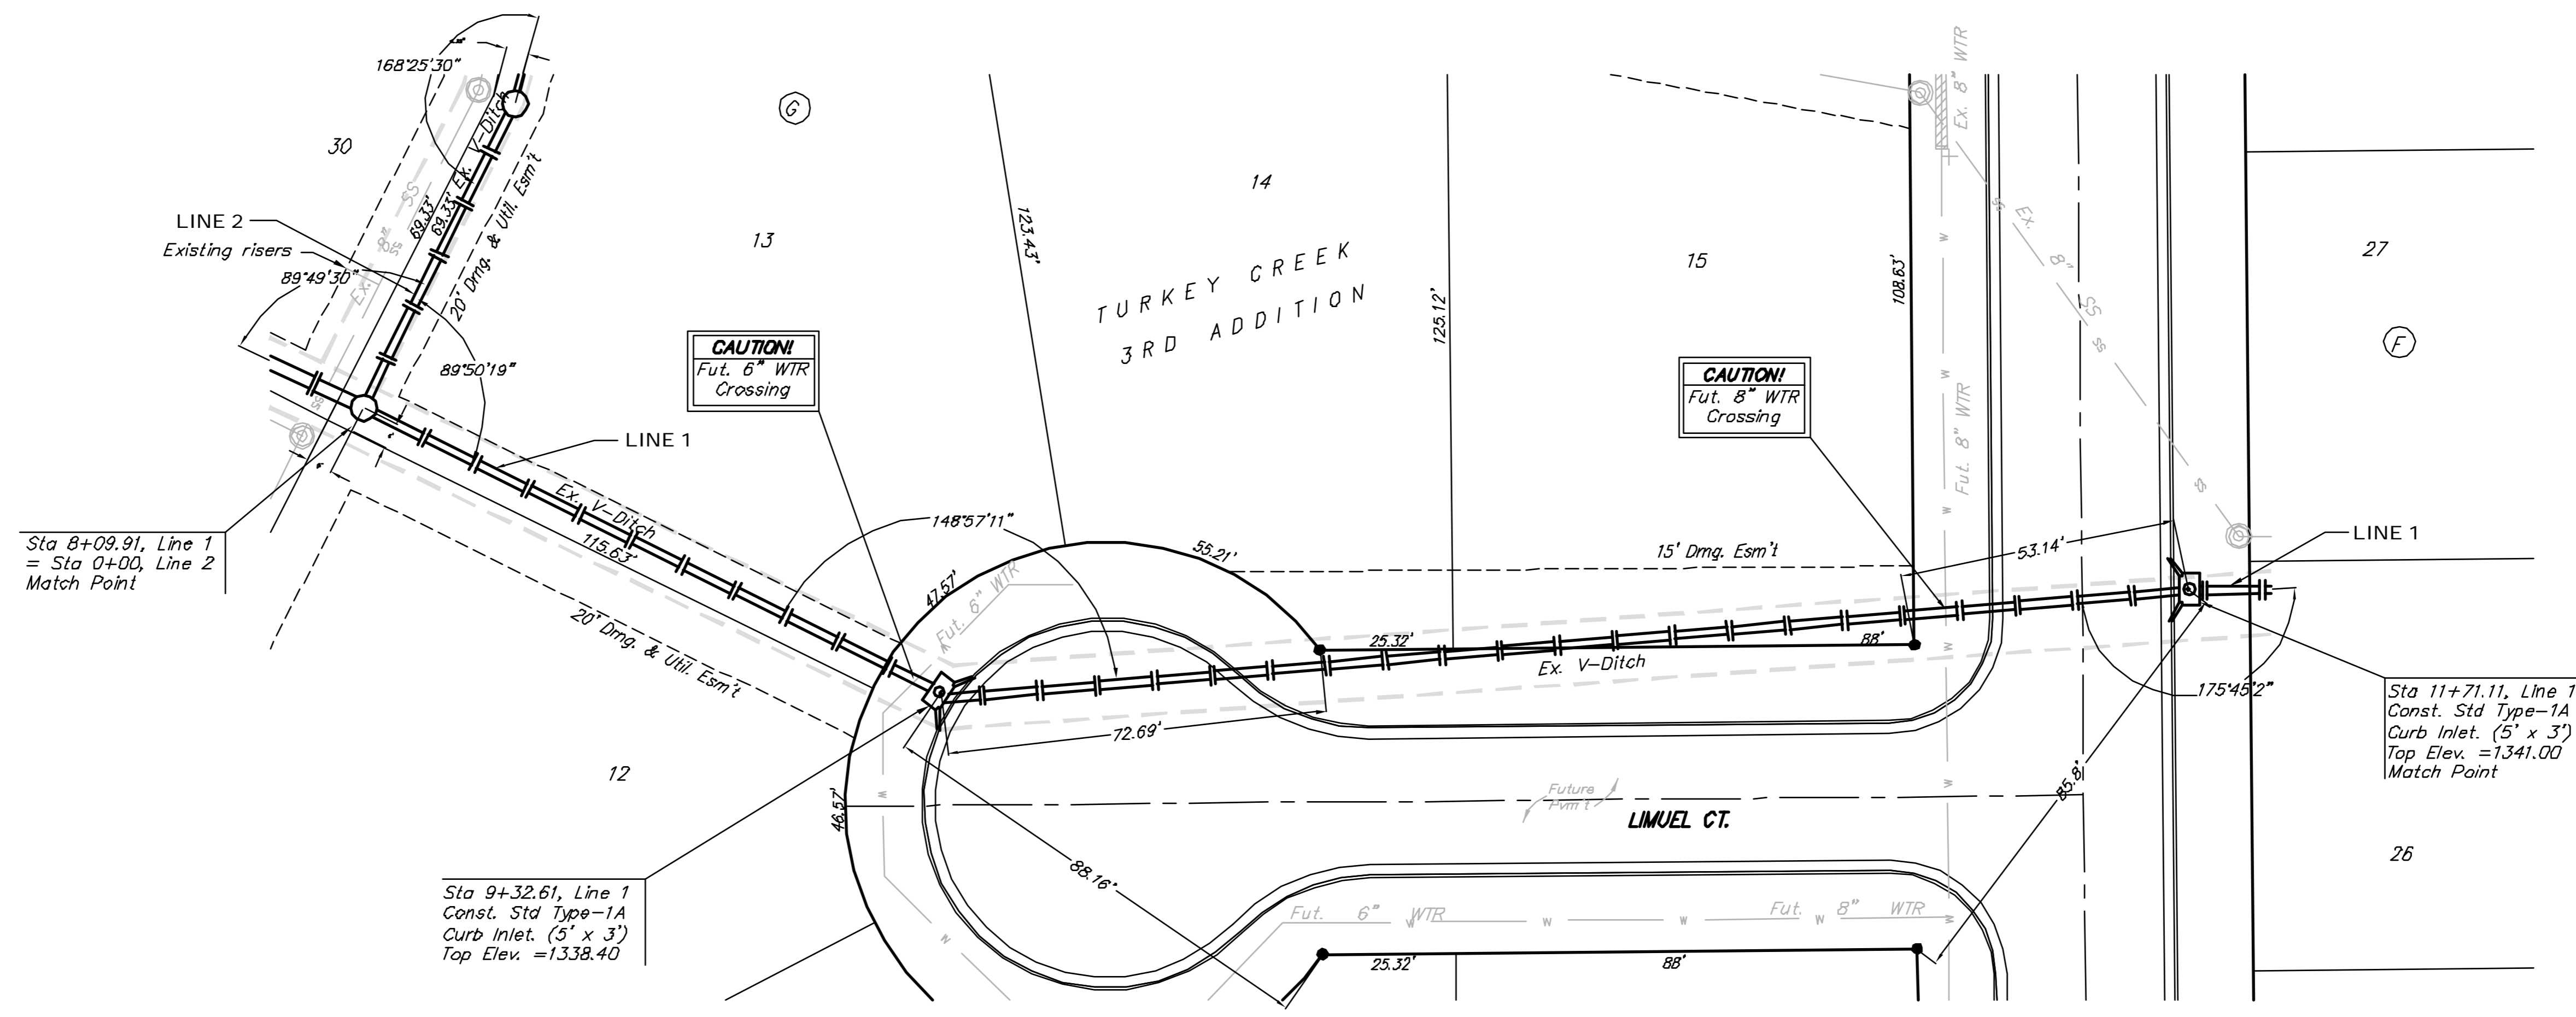 168°25'30"
30
G
V-Ditch
Ex.
SS
69.33'
69.33'
20' Drng. & Util. Esm't
LINE 2
Existing risers
89°49'30"
8"
SS
Ex.
89°50'19"
SS
13
123.43'
14
TURKEY CREEK
3RD ADDITION
125.12'
15
108.63'
Ex. 8" WTR
Fut. 8" WTR
W
W
W
SS
Ex.
8"
SS
SS
27
F
CAUTION!
Fut. 6" WTR
Crossing
CAUTION!
Fut. 8" WTR
Crossing
LINE 1
Ex. V-Ditch
115.63'
148°57'11"
55.21'
47.57'
Fut. 6" WTR
15' Drng. Esm't
53.14'
LINE 1
Sta 8+09.91, Line 1
= Sta 0+00, Line 2
Match Point
20' Drng. & Util. Esm't
25.32'
88'
Ex. V-Ditch
72.69'
175°45'2"
Sta 11+71.11, Line 1
Const. Std Type-1A
Curb Inlet. (5' x 3')
Top Elev. =1341.00
Match Point
12
46.57'
W
Future
Pvm't
LIMUEL CT.
W
W
85.8'
26
88.16'
Sta 9+32.61, Line 1
Const. Std Type-1A
Curb Inlet. (5' x 3')
Top Elev. =1338.40
W
Fut. 6" WTR
W
W
W
Fut. 8" WTR
W
W
25.32'
88'